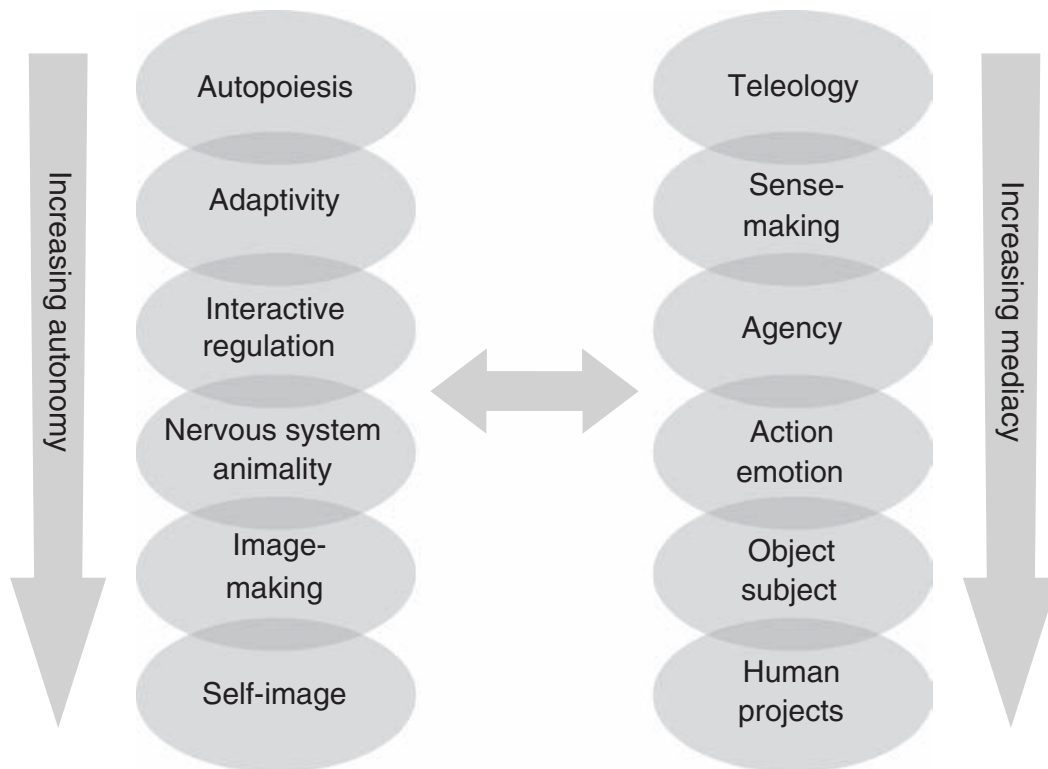 Increasing autonomy
Autopoiesis
Adaptivity
Interactive
regulation
Nervous system
animality
Image-
making
Self-image
Teleology
Sense-
making
Agency
Action
emotion
Object
subject
Human
projects
Increasing mediacy